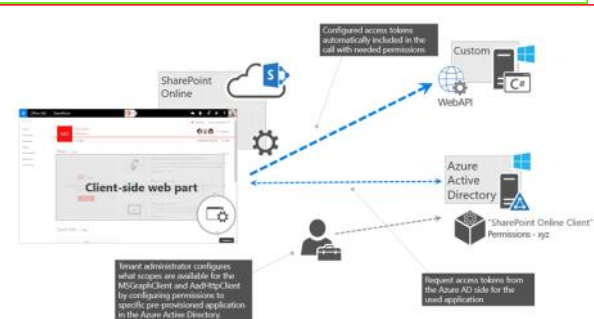 Configured access tokens
automatically included in the
call with needed permissions
SharePoint
Online
Custom
C#
WebAPI
Office 365
SharePoint
Client-side web part
Azure
Active
Directory
"SharePoint Online Client"
Permissions - xyz
Tenant administrator configures
what scopes are available for the
MSGraphClient and AadHttpClient
by configuring permissions to
specific pre-provisioned application
in the Azure Active Directory.
Request access tokens from
the Azure AD side for the
used application